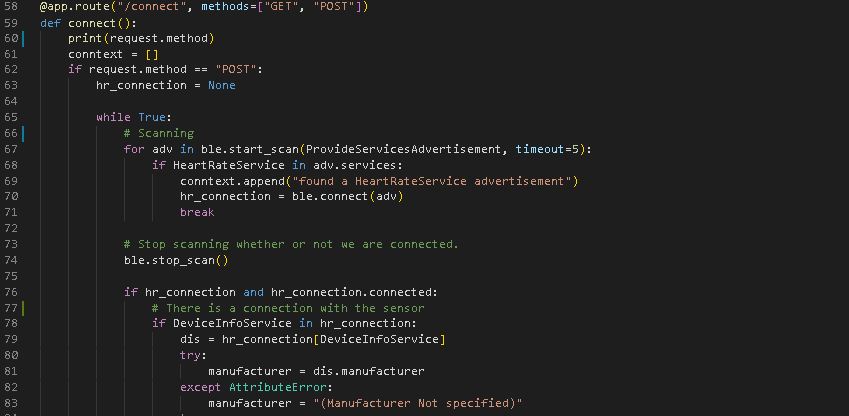 58 @app.route("/connect", methods=["GET", "POST"])
59 def connect():
60     print(request.method)
61     conntext = []
62     if request.method == "POST":
63         hr_connection = None
64
65         while True:
66             # Scanning
67             for adv in ble.start_scan(ProvideServicesAdvertisement, timeout=5):
68                 if HeartRateService in adv.services:
69                     conntext.append("found a HeartRateService advertisement")
70                     hr_connection = ble.connect(adv)
71                     break
72
73             # Stop scanning whether or not we are connected.
74             ble.stop_scan()
75
76             if hr_connection and hr_connection.connected:
77                 # There is a connection with the sensor
78                 if DeviceInfoService in hr_connection:
79                     dis = hr_connection[DeviceInfoService]
80                     try:
81                         manufacturer = dis.manufacturer
82                     except AttributeError:
83                         manufacturer = "(Manufacturer Not specified)"